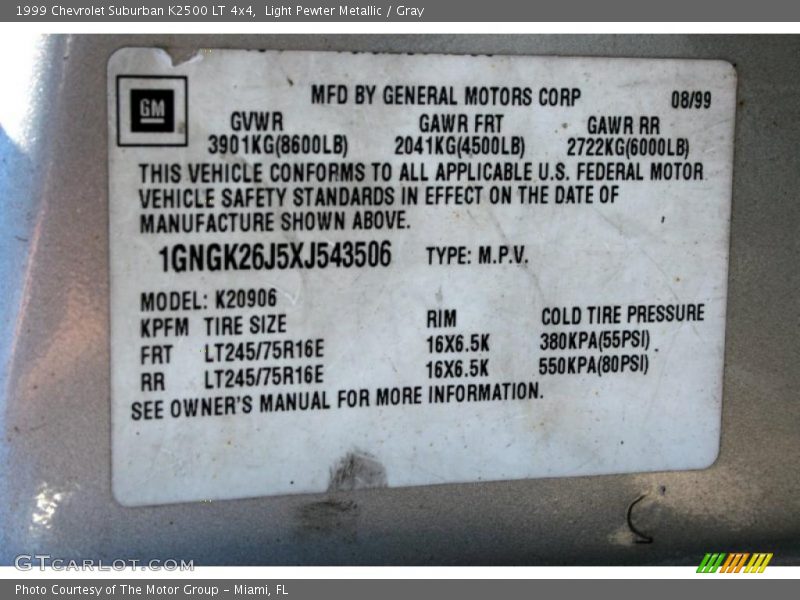 1999 Chevrolet Suburban K2500 LT 4x4,  Light Pewter Metallic / Gray
GM
MFD BY GENERAL MOTORS CORP 08/99
GVWR GAWR FRT GAWR RR
3901KG(8600LB) 2041KG(4500LB) 2722KG(6000LB)
THIS VEHICLE CONFORMS TO ALL APPLICABLE U.S. FEDERAL MOTOR
VEHICLE SAFETY STANDARDS IN EFFECT ON THE DATE OF
MANUFACTURE SHOWN ABOVE.
1GNGK26J5XJ543506 TYPE: M.P.V.
MODEL: K20906
KPFM TIRE SIZE RIM COLD TIRE PRESSURE
FRT LT245/75R16E 16X6.5K 380KPA(55PSI)
RR LT245/75R16E 16X6.5K 550KPA(80PSI)
SEE OWNER'S MANUAL FOR MORE INFORMATION.
GTCARLOT.COM
Photo Courtesy of The Motor Group - Miami, FL